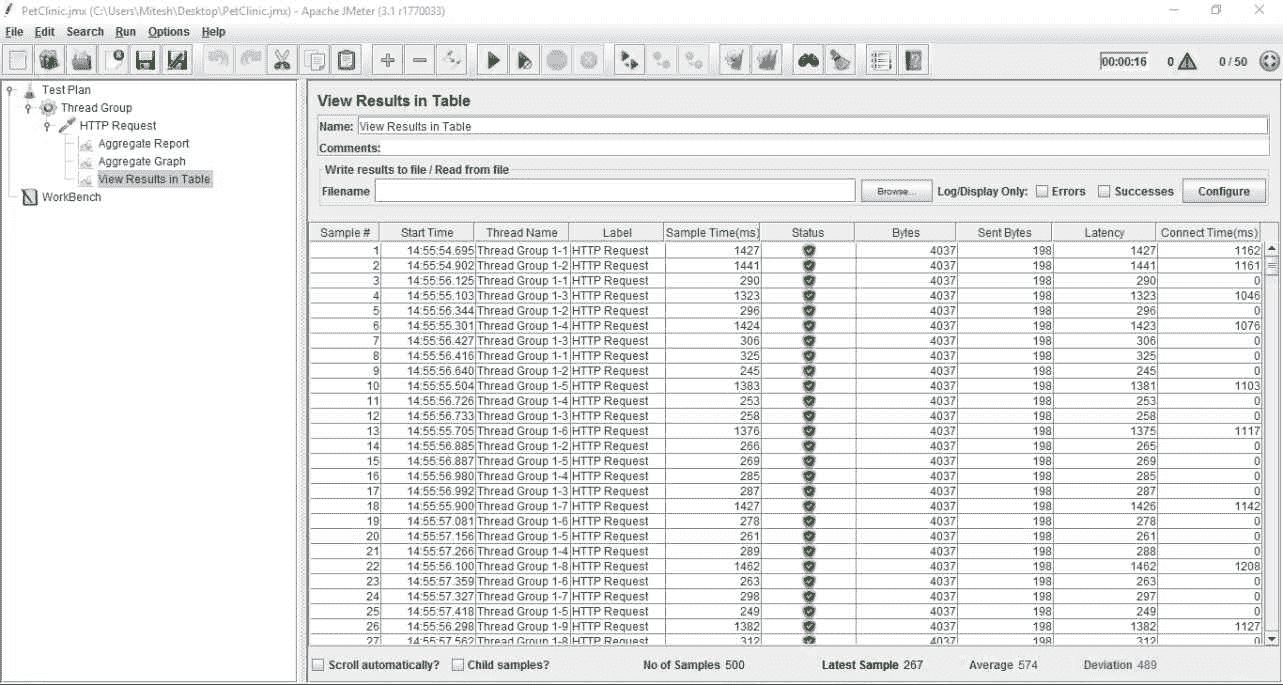 PetClinic.jmx (C:\Users\Mitesh\Desktop\PetClinic.jmx) - Apache JMeter (3.1 r1770033)
File Edit Search Run Options Help
00:00:16 0 0 / 50
Test Plan
Thread Group
HTTP Request
Aggregate Report
Aggregate Graph
View Results in Table
WorkBench
View Results in Table
Name: View Results in Table
Comments:
Write results to file / Read from file
Filename Browse... Log/Display Only: Errors Successes Configure
Sample # Start Time Thread Name Label Sample Time(ms) Status Bytes Sent Bytes Latency Connect Time(ms)
1 14:55:54.695 Thread Group 1-1 HTTP Request 1427 4037 198 1427 1162
2 14:55:54.902 Thread Group 1-2 HTTP Request 1441 4037 198 1441 1161
3 14:55:56.125 Thread Group 1-1 HTTP Request 290 4037 198 290 0
4 14:55:55.103 Thread Group 1-3 HTTP Request 1323 4037 198 1323 1046
5 14:55:56.344 Thread Group 1-2 HTTP Request 296 4037 198 296 0
6 14:55:55.301 Thread Group 1-4 HTTP Request 1424 4037 198 1423 1076
7 14:55:56.427 Thread Group 1-3 HTTP Request 306 4037 198 306 0
8 14:55:56.416 Thread Group 1-1 HTTP Request 325 4037 198 325 0
9 14:55:56.640 Thread Group 1-2 HTTP Request 245 4037 198 245 0
10 14:55:55.504 Thread Group 1-5 HTTP Request 1383 4037 198 1381 1103
11 14:55:56.726 Thread Group 1-4 HTTP Request 253 4037 198 253 0
12 14:55:56.733 Thread Group 1-3 HTTP Request 258 4037 198 258 0
13 14:55:55.705 Thread Group 1-6 HTTP Request 1376 4037 198 1375 1117
14 14:55:56.885 Thread Group 1-2 HTTP Request 266 4037 198 265 0
15 14:55:56.887 Thread Group 1-5 HTTP Request 269 4037 198 269 0
16 14:55:56.980 Thread Group 1-4 HTTP Request 285 4037 198 285 0
17 14:55:56.992 Thread Group 1-3 HTTP Request 287 4037 198 287 0
18 14:55:55.900 Thread Group 1-7 HTTP Request 1427 4037 198 1426 1142
19 14:55:57.081 Thread Group 1-6 HTTP Request 278 4037 198 278 0
20 14:55:57.156 Thread Group 1-5 HTTP Request 261 4037 198 261 0
21 14:55:57.266 Thread Group 1-4 HTTP Request 289 4037 198 288 0
22 14:55:56.100 Thread Group 1-8 HTTP Request 1462 4037 198 1462 1208
23 14:55:57.359 Thread Group 1-6 HTTP Request 263 4037 198 263 0
24 14:55:57.327 Thread Group 1-7 HTTP Request 298 4037 198 297 0
25 14:55:57.418 Thread Group 1-5 HTTP Request 249 4037 198 249 0
26 14:55:56.298 Thread Group 1-9 HTTP Request 1382 4037 198 1382 1127
27 14:55:57.562 Thread Group 1-8 HTTP Request 312 4037 198 312 0
Scroll automatically? Child samples? No of Samples 500 Latest Sample 267 Average 574 Deviation 489